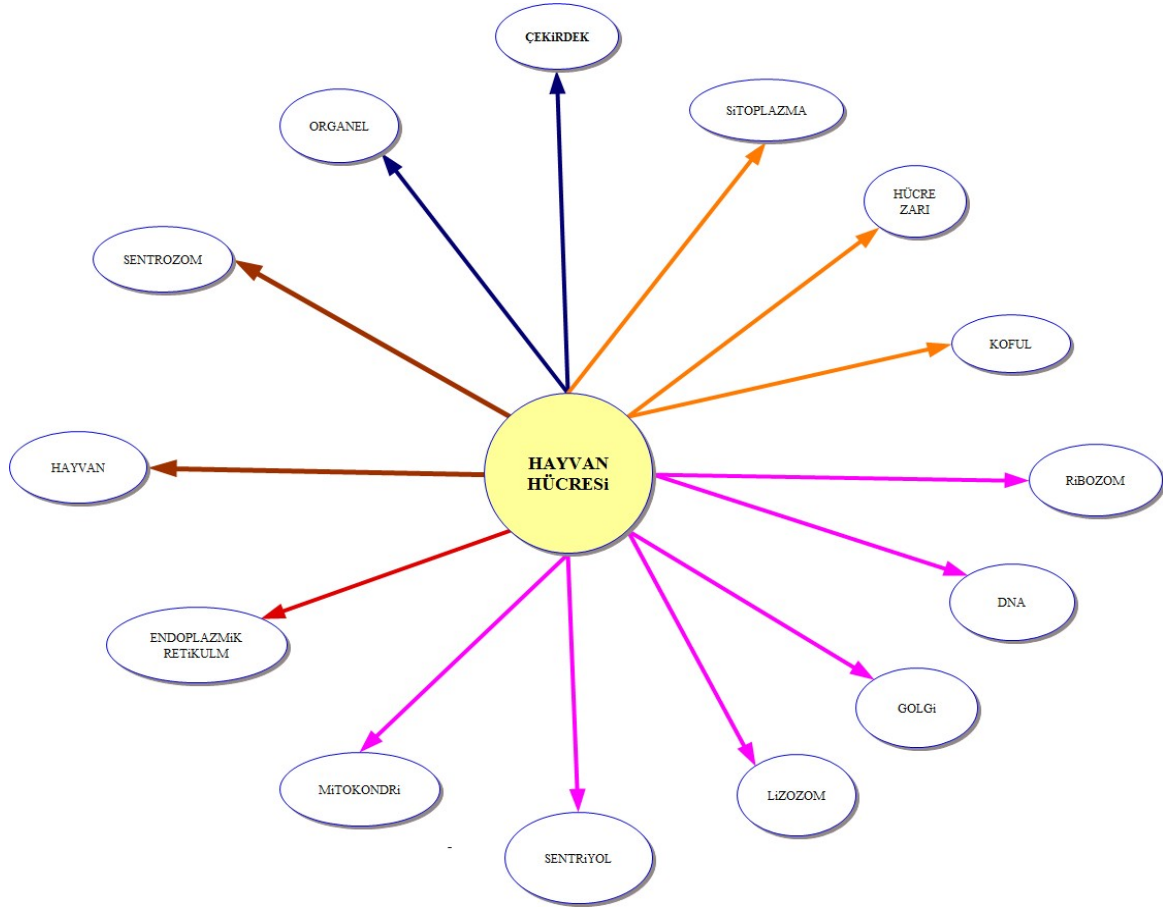 ÇEKiRDEK
SiTOPLAZMA
ORGANEL
HÜCRE
ZARI
SENTROZOM
KOFUL
HAYVAN
HÜCRESi
HAYVAN
RiBOZOM
DNA
ENDOPLAZMiK
RETiKULM
GOLGi
MiTOKONDRi
LiZOZOM
SENTRiYOL
-